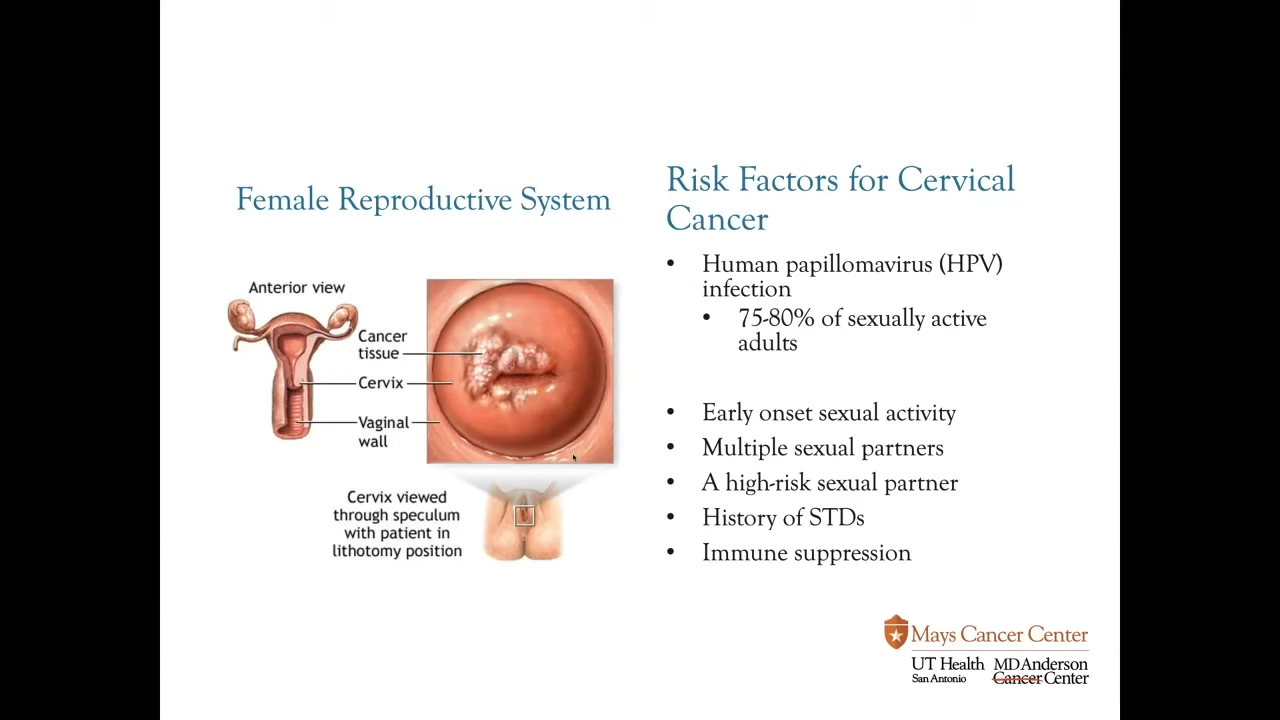 Female Reproductive System
Anterior view
Cancer
tissue
Cervix
Vaginal
wall
Cervix viewed
through speculum
with patient in
lithotomy position
Risk Factors for Cervical
Cancer
• Human papillomavirus (HPV)
infection
• 75-80% of sexually active
adults
• Early onset sexual activity
• Multiple sexual partners
• A high-risk sexual partner
• History of STDs
• Immune suppression
Mays Cancer Center
UT Health
San Antonio
MD Anderson
Cancer Center